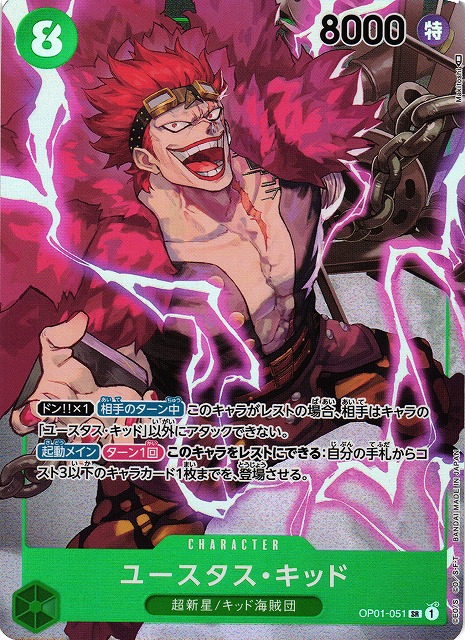 8
8000
特
ドン!!×1 相手のターン中 このキャラがレストの場合、相手はキャラの
「ユースタス・キッド」以外にアタックできない。
起動メイン ターン1回 このキャラをレストにできる:自分の手札からコ
スト3以下のキャラカード1枚までを、登場させる。
CHARACTER
ユースタス・キッド
超新星/キッド海賊団
OP01-051 SR 1
BANDAI MADE IN JAPAN